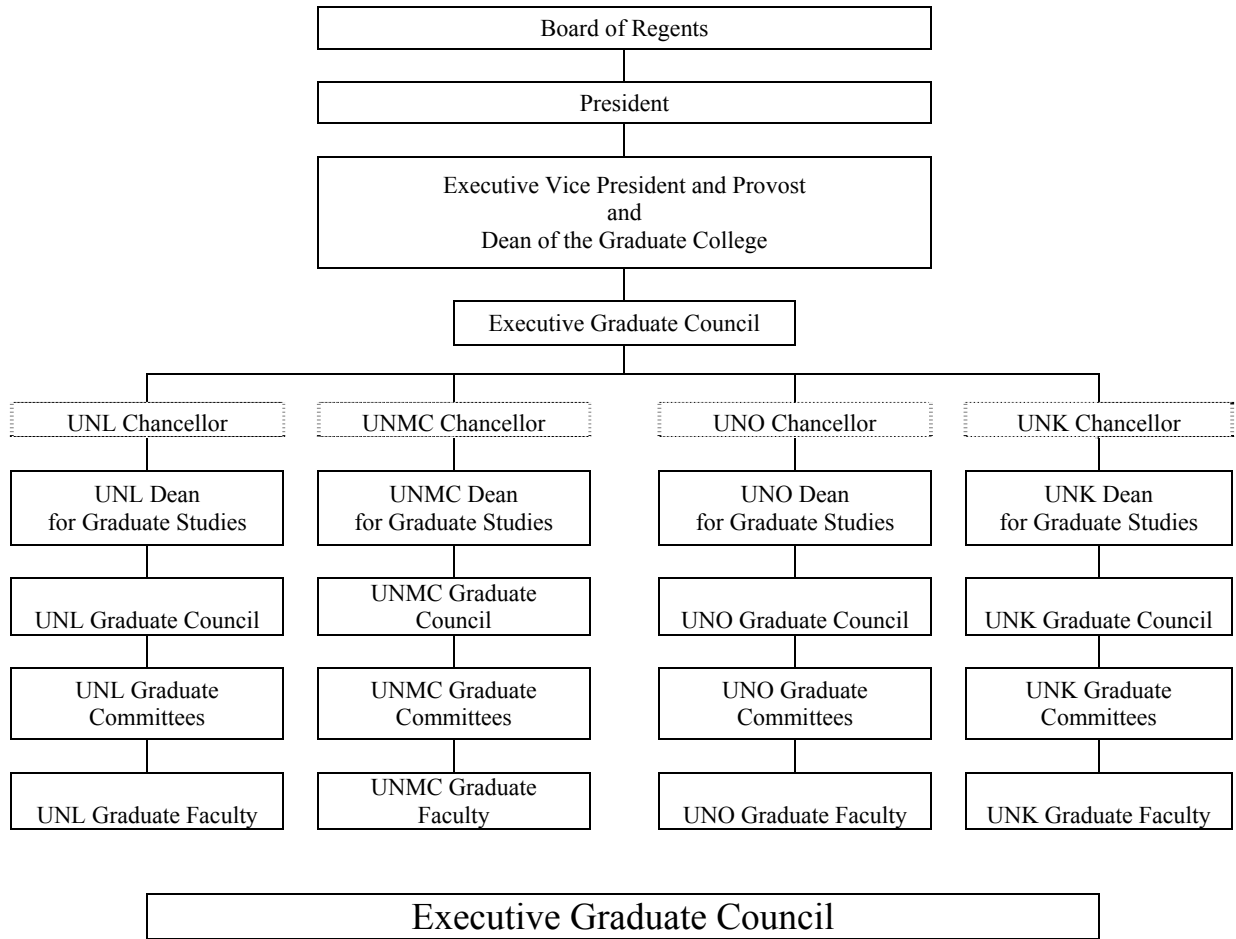 Board of Regents
President
Executive Vice President and Provost
and
Dean of the Graduate College
Executive Graduate Council
UNL Chancellor
UNMC Chancellor
UNO Chancellor
UNK Chancellor
UNL Dean
for Graduate Studies
UNMC Dean
for Graduate Studies
UNO Dean
for Graduate Studies
UNK Dean
for Graduate Studies
UNL Graduate Council
UNMC Graduate
Council
UNO Graduate Council
UNK Graduate Council
UNL Graduate
Committees
UNMC Graduate
Committees
UNO Graduate
Committees
UNK Graduate
Committees
UNL Graduate Faculty
UNMC Graduate
Faculty
UNO Graduate Faculty
UNK Graduate Faculty
Executive Graduate Council